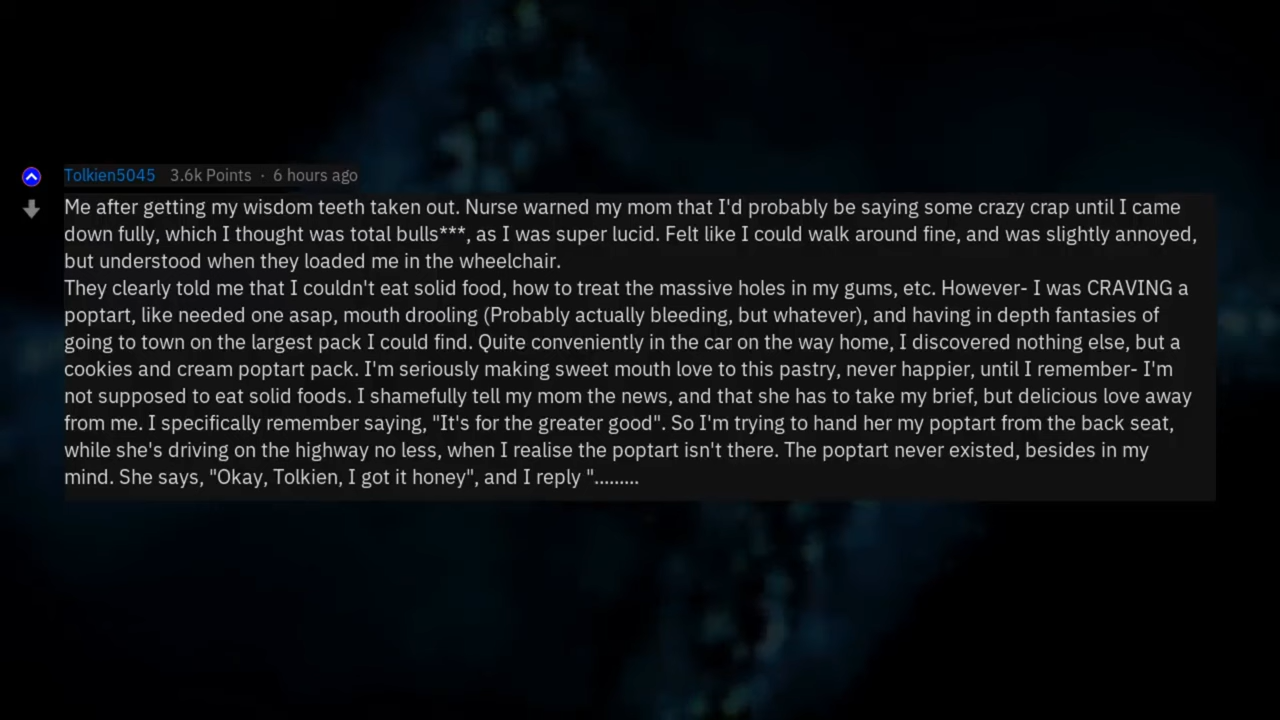 Tolkien5045 3.6k Points · 6 hours ago
Me after getting my wisdom teeth taken out. Nurse warned my mom that I'd probably be saying some crazy crap until I came
down fully, which I thought was total bulls***, as I was super lucid. Felt like I could walk around fine, and was slightly annoyed,
but understood when they loaded me in the wheelchair.
They clearly told me that I couldn't eat solid food, how to treat the massive holes in my gums, etc. However- I was CRAVING a
poptart, like needed one asap, mouth drooling (Probably actually bleeding, but whatever), and having in depth fantasies of
going to town on the largest pack I could find. Quite conveniently in the car on the way home, I discovered nothing else, but a
cookies and cream poptart pack. I'm seriously making sweet mouth love to this pastry, never happier, until I remember- I'm
not supposed to eat solid foods. I shamefully tell my mom the news, and that she has to take my brief, but delicious love away
from me. I specifically remember saying, "It's for the greater good". So I'm trying to hand her my poptart from the back seat,
while she's driving on the highway no less, when I realise the poptart isn't there. The poptart never existed, besides in my
mind. She says, "Okay, Tolkien, I got it honey", and I reply ".........